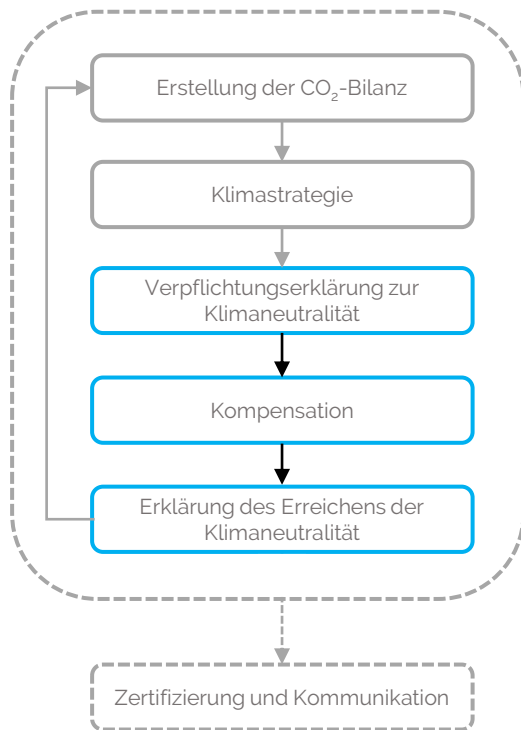 Erstellung der CO₂-Bilanz
Klimastrategie
Verpflichtungserklärung zur
Klimaneutralität
Kompensation
Erklärung des Erreichens der
Klimaneutralität
Zertifizierung und Kommunikation